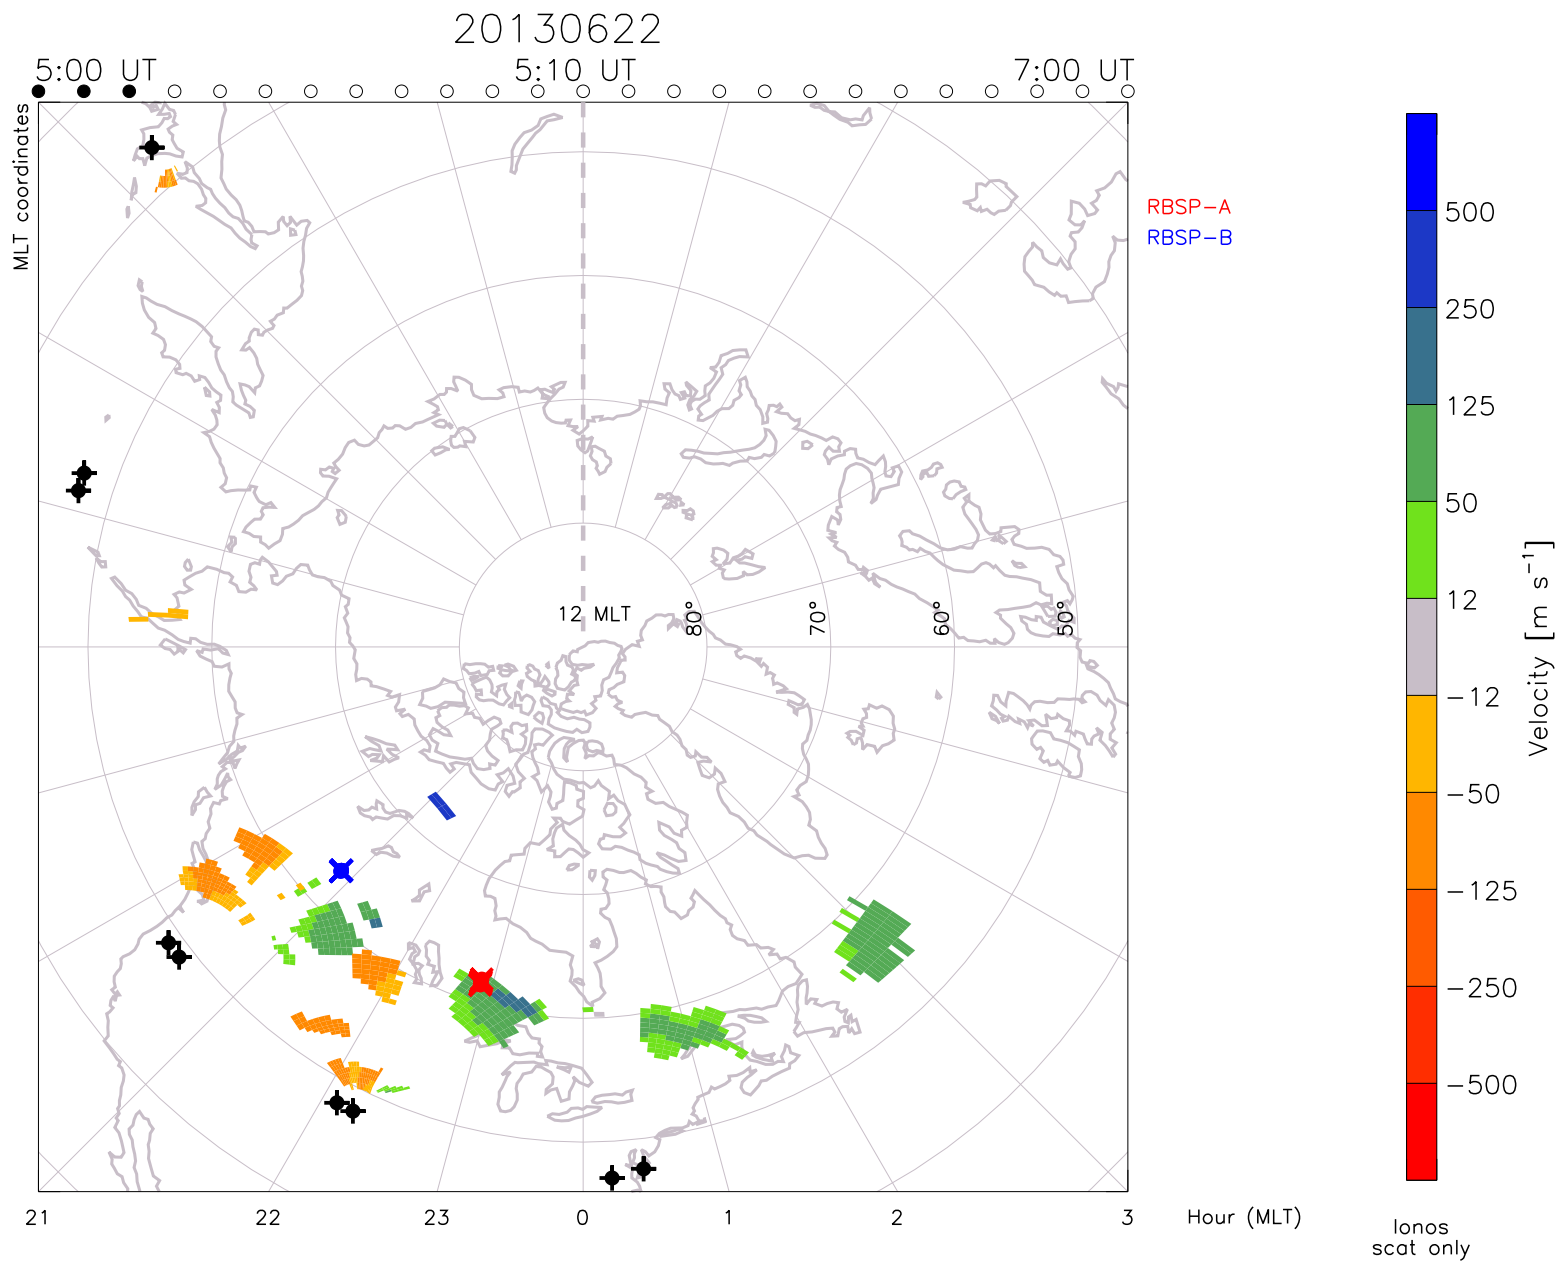 20130622
5:00 UT 5:10 UT 7:00 UT
MLT coordinates
RBSP-A
RBSP-B
12 MLT
80° 70° 60° 50°
21 22 23 0 1 2 3 Hour (MLT)
500
250
125
50
12
-12
-50
-125
-250
-500
Velocity [m s⁻¹]
Ionos
scat only